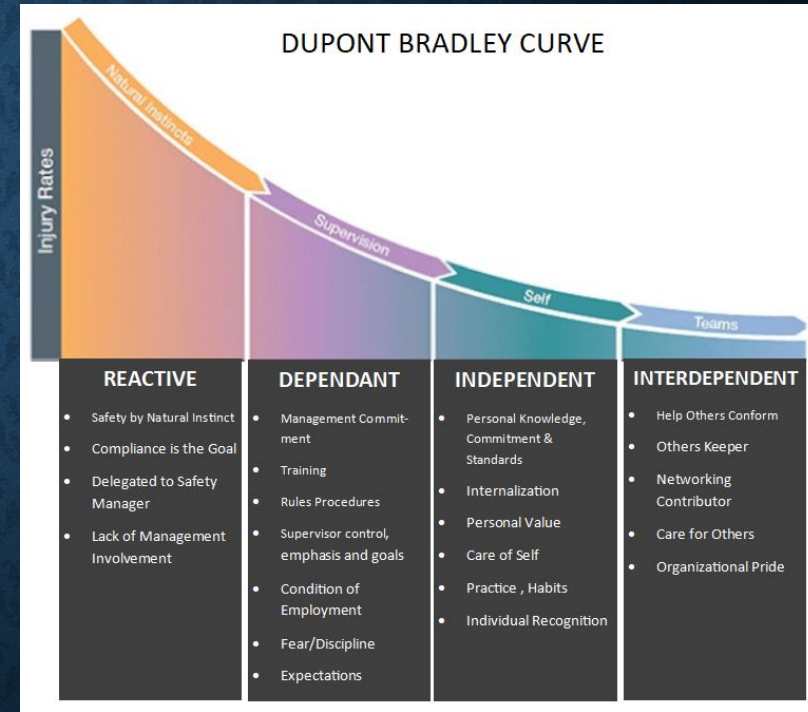 DUPONT BRADLEY CURVE
Injury Rates
Natural Instincts
Supervision
Self
Teams
REACTIVE
• Safety by Natural Instinct
• Compliance is the Goal
• Delegated to Safety
Manager
• Lack of Management
Involvement
DEPENDANT
• Management Commit-
ment
• Training
• Rules Procedures
• Supervisor control,
emphasis and goals
• Condition of
Employment
• Fear/Discipline
• Expectations
INDEPENDENT
• Personal Knowledge,
Commitment &
Standards
• Internalization
• Personal Value
• Care of Self
• Practice , Habits
• Individual Recognition
INTERDEPENDENT
• Help Others Conform
• Others Keeper
• Networking
Contributor
• Care for Others
• Organizational Pride